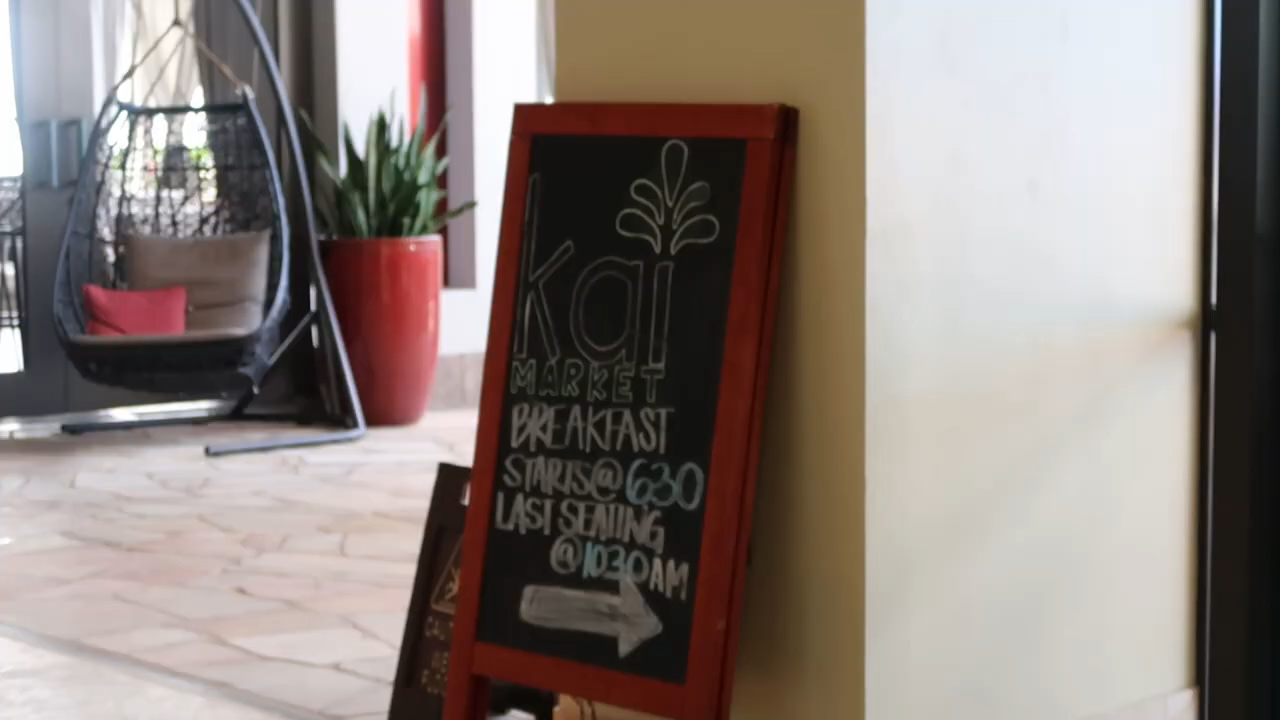 kai
MARKET
BREAKFAST
STARTS@630
LAST SEATING
@1030AM